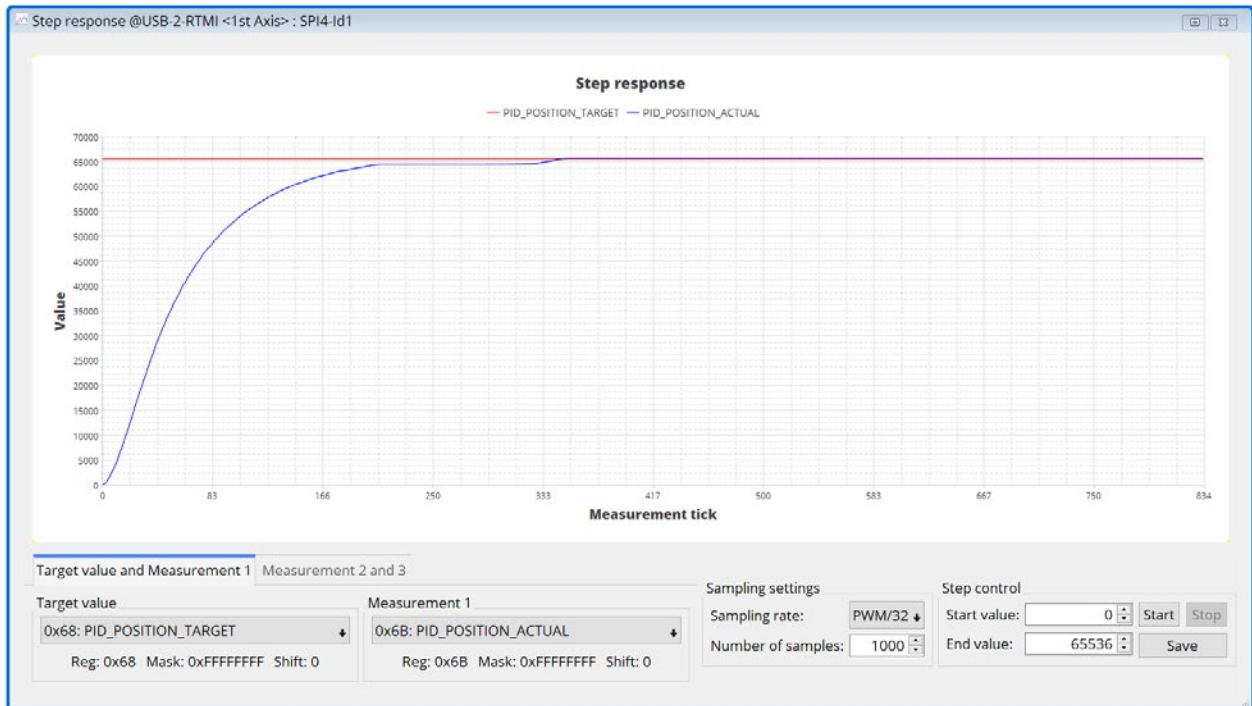 Step response @USB-2-RTMI <1st Axis> : SPI4-Id1
Step response
PID_POSITION_TARGET PID_POSITION_ACTUAL
70000
65000
60000
55000
50000
45000
40000
35000
30000
25000
20000
15000
10000
5000
0
Value
0 83 166 250 333 417 500 583 667 750 834
Measurement tick
Target value and Measurement 1 Measurement 2 and 3
Target value
0x68: PID_POSITION_TARGET
Reg: 0x68 Mask: 0xFFFFFFFF Shift: 0
Measurement 1
0x6B: PID_POSITION_ACTUAL
Reg: 0x6B Mask: 0xFFFFFFFF Shift: 0
Sampling settings
Sampling rate: PWM/32
Number of samples: 1000
Step control
Start value: 0 Start Stop
End value: 65536 Save